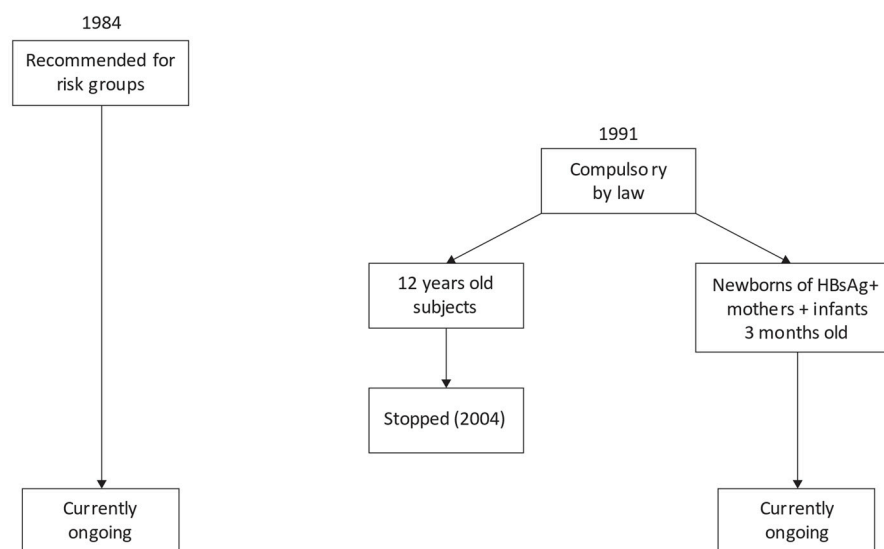 1984
Recommended for
risk groups
1991
Compulso ry
by law
12 years old
subjects
Newborns of HBsAg+
mothers + infants
3 months old
Stopped (2004)
Currently
ongoing
Currently
ongoing